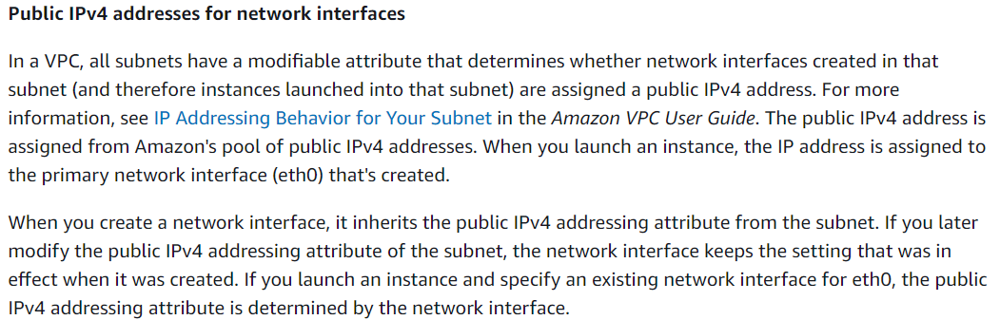 Public IPv4 addresses for network interfaces
In a VPC, all subnets have a modifiable attribute that determines whether network interfaces created in that
subnet (and therefore instances launched into that subnet) are assigned a public IPv4 address. For more
information, see IP Addressing Behavior for Your Subnet in the Amazon VPC User Guide. The public IPv4 address is
assigned from Amazon's pool of public IPv4 addresses. When you launch an instance, the IP address is assigned to
the primary network interface (eth0) that's created.
When you create a network interface, it inherits the public IPv4 addressing attribute from the subnet. If you later
modify the public IPv4 addressing attribute of the subnet, the network interface keeps the setting that was in
effect when it was created. If you launch an instance and specify an existing network interface for eth0, the public
IPv4 addressing attribute is determined by the network interface.